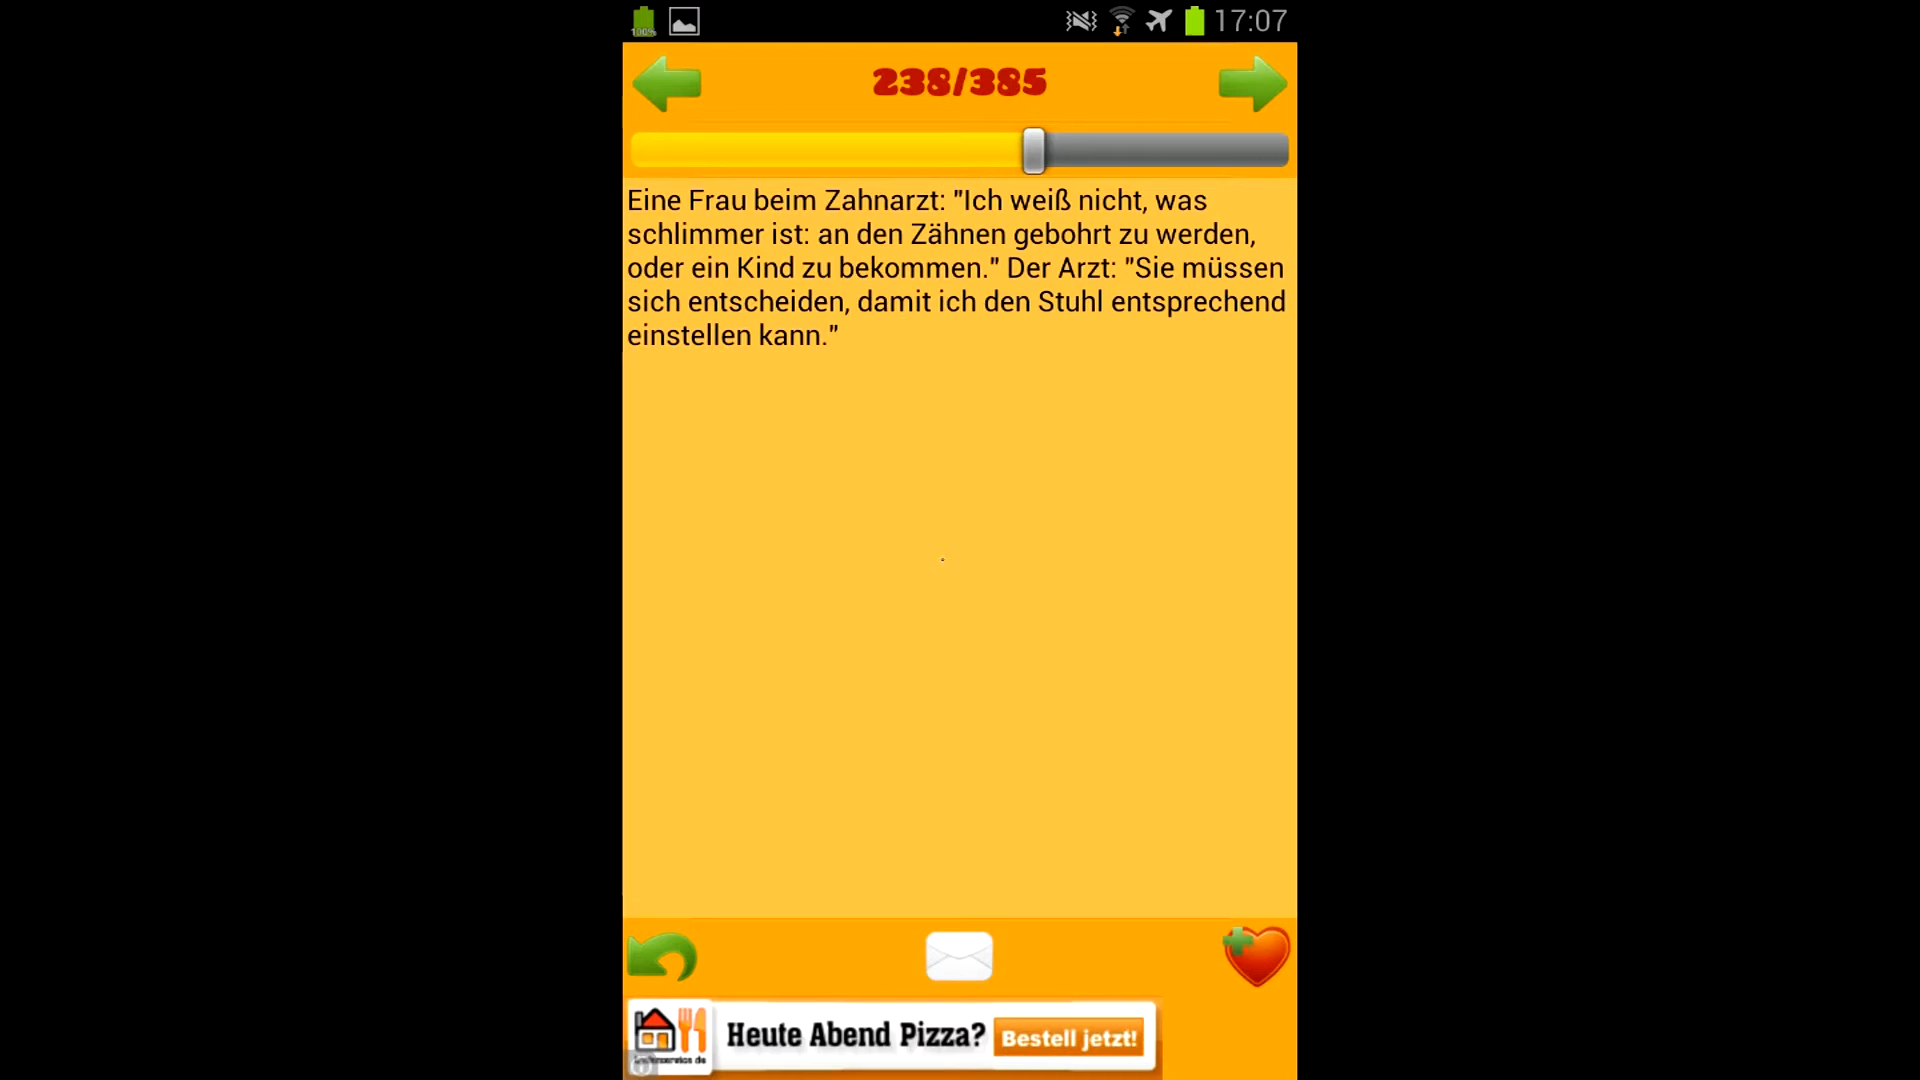 100%
17:07
238/385
Eine Frau beim Zahnarzt: "Ich weiß nicht, was
schlimmer ist: an den Zähnen gebohrt zu werden,
oder ein Kind zu bekommen." Der Arzt: "Sie müssen
sich entscheiden, damit ich den Stuhl entsprechend
einstellen kann."
Heute Abend Pizza?
Bestell jetzt!